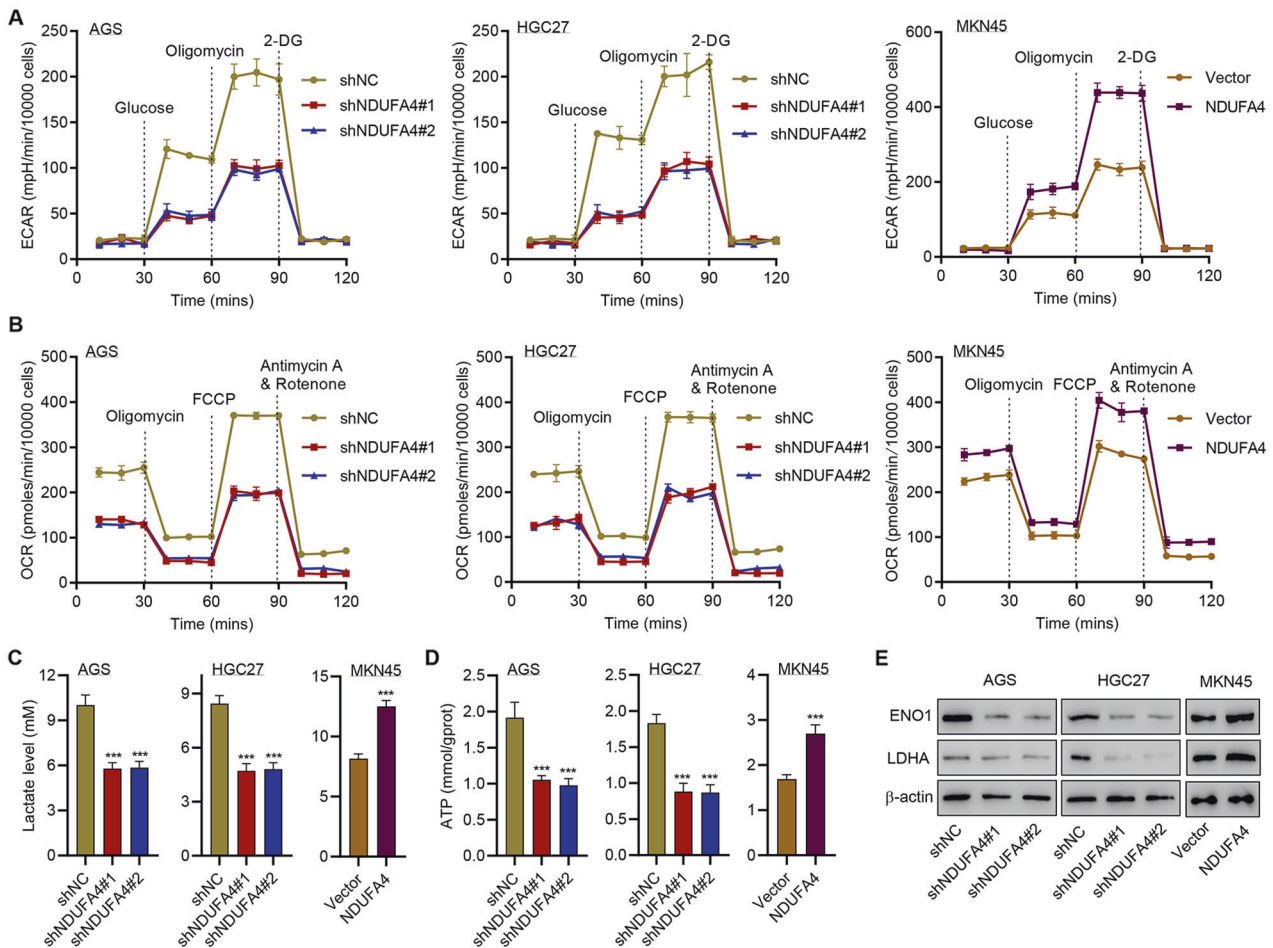 A
AGS
Oligomycin
2-DG
Glucose
shNC
shNDUFA4#1
shNDUFA4#2
ECAR (mpH/min/10000 cells)
250
200
150
100
50
0
0
30
60
90
120
Time (mins)
HGC27
Oligomycin
2-DG
Glucose
shNC
shNDUFA4#1
shNDUFA4#2
ECAR (mpH/min/10000 cells)
250
200
150
100
50
0
0
30
60
90
120
Time (mins)
MKN45
Oligomycin
2-DG
Glucose
Vector
NDUFA4
ECAR (mpH/min/10000 cells)
600
400
200
0
0
30
60
90
120
Time (mins)
B
AGS
Oligomycin
FCCP
Antimycin A
& Rotenone
shNC
shNDUFA4#1
shNDUFA4#2
OCR (pmoles/min/10000 cells)
500
400
300
200
100
0
0
30
60
90
120
Time (mins)
HGC27
Oligomycin
FCCP
Antimycin A
& Rotenone
shNC
shNDUFA4#1
shNDUFA4#2
OCR (pmoles/min/10000 cells)
500
400
300
200
100
0
0
30
60
90
120
Time (mins)
MKN45
Oligomycin
FCCP
Antimycin A
& Rotenone
Vector
NDUFA4
OCR (pmoles/min/10000 cells)
500
400
300
200
100
0
0
30
60
90
120
Time (mins)
C
AGS
Lactate level (mM)
12
9
6
3
0
***
***
shNC
shNDUFA4#1
shNDUFA4#2
HGC27
9
6
3
0
***
***
shNC
shNDUFA4#1
shNDUFA4#2
MKN45
15
10
5
0
***
Vector
NDUFA4
D
AGS
ATP (mmol/gprot)
2.5
2.0
1.5
1.0
0.5
0.0
***
***
shNC
shNDUFA4#1
shNDUFA4#2
HGC27
2.5
2.0
1.5
1.0
0.5
0.0
***
***
shNC
shNDUFA4#1
shNDUFA4#2
MKN45
4
3
2
1
0
***
Vector
NDUFA4
E
AGS
HGC27
MKN45
ENO1
LDHA
β-actin
shNC
shNDUFA4#1
shNDUFA4#2
shNC
shNDUFA4#1
shNDUFA4#2
Vector
NDUFA4